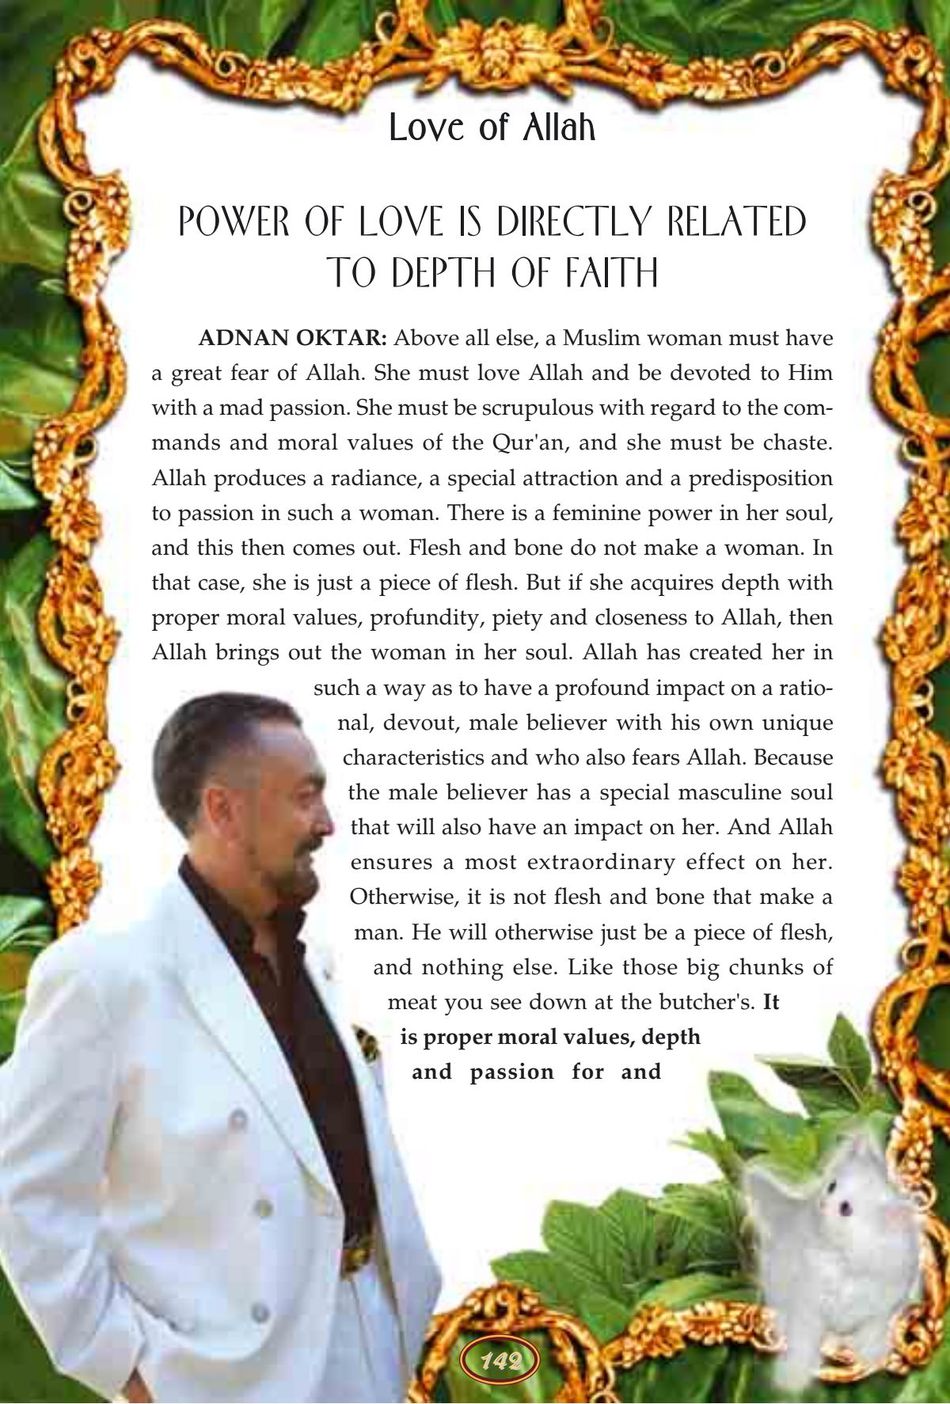 Love of Allah
POWER OF LOVE IS DIRECTLY RELATED
TO DEPTH OF FAITH
ADNAN OKTAR: Above all else, a Muslim woman must have
a great fear of Allah. She must love Allah and be devoted to Him
with a mad passion. She must be scrupulous with regard to the com-
mands and moral values of the Qur'an, and she must be chaste.
Allah produces a radiance, a special attraction and a predisposition
to passion in such a woman. There is a feminine power in her soul,
and this then comes out. Flesh and bone do not make a woman. In
that case, she is just a piece of flesh. But if she acquires depth with
proper moral values, profundity, piety and closeness to Allah, then
Allah brings out the woman in her soul. Allah has created her in
such a way as to have a profound impact on a ratio-
nal, devout, male believer with his own unique
characteristics and who also fears Allah. Because
the male believer has a special masculine soul
that will also have an impact on her. And Allah
ensures a most extraordinary effect on her.
Otherwise, it is not flesh and bone that make a
man. He will otherwise just be a piece of flesh,
and nothing else. Like those big chunks of
meat you see down at the butcher's. It
is proper moral values, depth
and passion for and
142